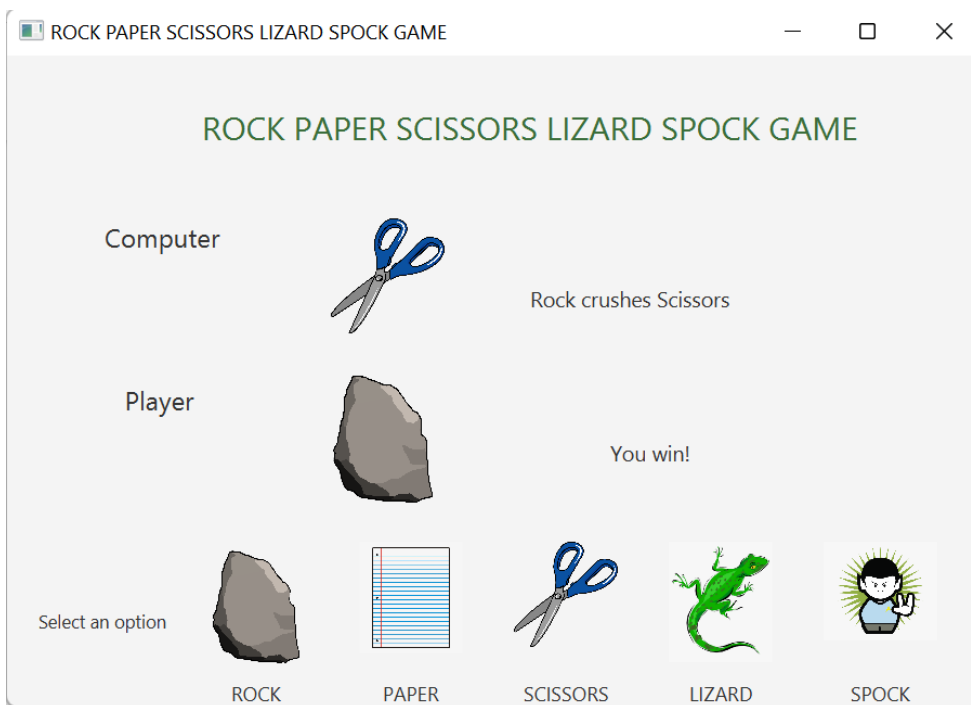 ROCK PAPER SCISSORS LIZARD SPOCK GAME
ROCK PAPER SCISSORS LIZARD SPOCK GAME
Computer
Rock crushes Scissors
Player
You win!
Select an option
ROCK PAPER SCISSORS LIZARD SPOCK